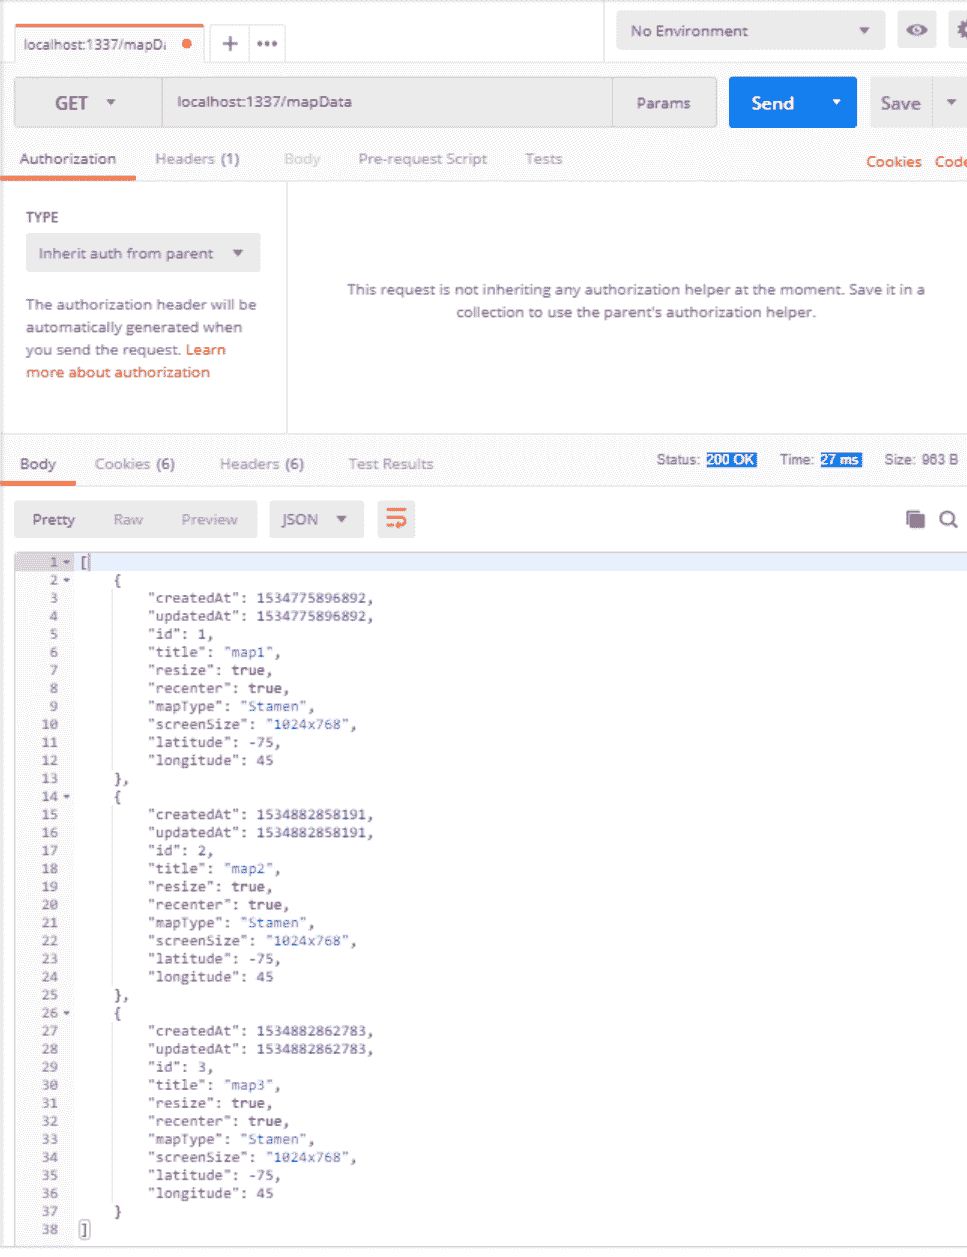 localhost:1337/mapDa
No Environment
GET
localhost:1337/mapData
Params
Send
Save
Authorization
Headers (1)
Body
Pre-request Script
Tests
Cookies
Code
TYPE
Inherit auth from parent
The authorization header will be
automatically generated when
you send the request. Learn
more about authorization
This request is not inheriting any authorization helper at the moment. Save it in a
collection to use the parent's authorization helper.
Body
Cookies (6)
Headers (6)
Test Results
Status: 200 OK
Time: 27 ms
Size: 963 B
Pretty
Raw
Preview
JSON
1 [
2 {
3 "createdAt": 1534775896892,
4 "updatedAt": 1534775896892,
5 "id": 1,
6 "title": "map1",
7 "resize": true,
8 "recenter": true,
9 "mapType": "Stamen",
10 "screenSize": "1024x768",
11 "latitude": -75,
12 "longitude": 45
13 },
14 {
15 "createdAt": 1534882858191,
16 "updatedAt": 1534882858191,
17 "id": 2,
18 "title": "map2",
19 "resize": true,
20 "recenter": true,
21 "mapType": "Stamen",
22 "screenSize": "1024x768",
23 "latitude": -75,
24 "longitude": 45
25 },
26 {
27 "createdAt": 1534882862783,
28 "updatedAt": 1534882862783,
29 "id": 3,
30 "title": "map3",
31 "resize": true,
32 "recenter": true,
33 "mapType": "Stamen",
34 "screenSize": "1024x768",
35 "latitude": -75,
36 "longitude": 45
37 }
38 ]